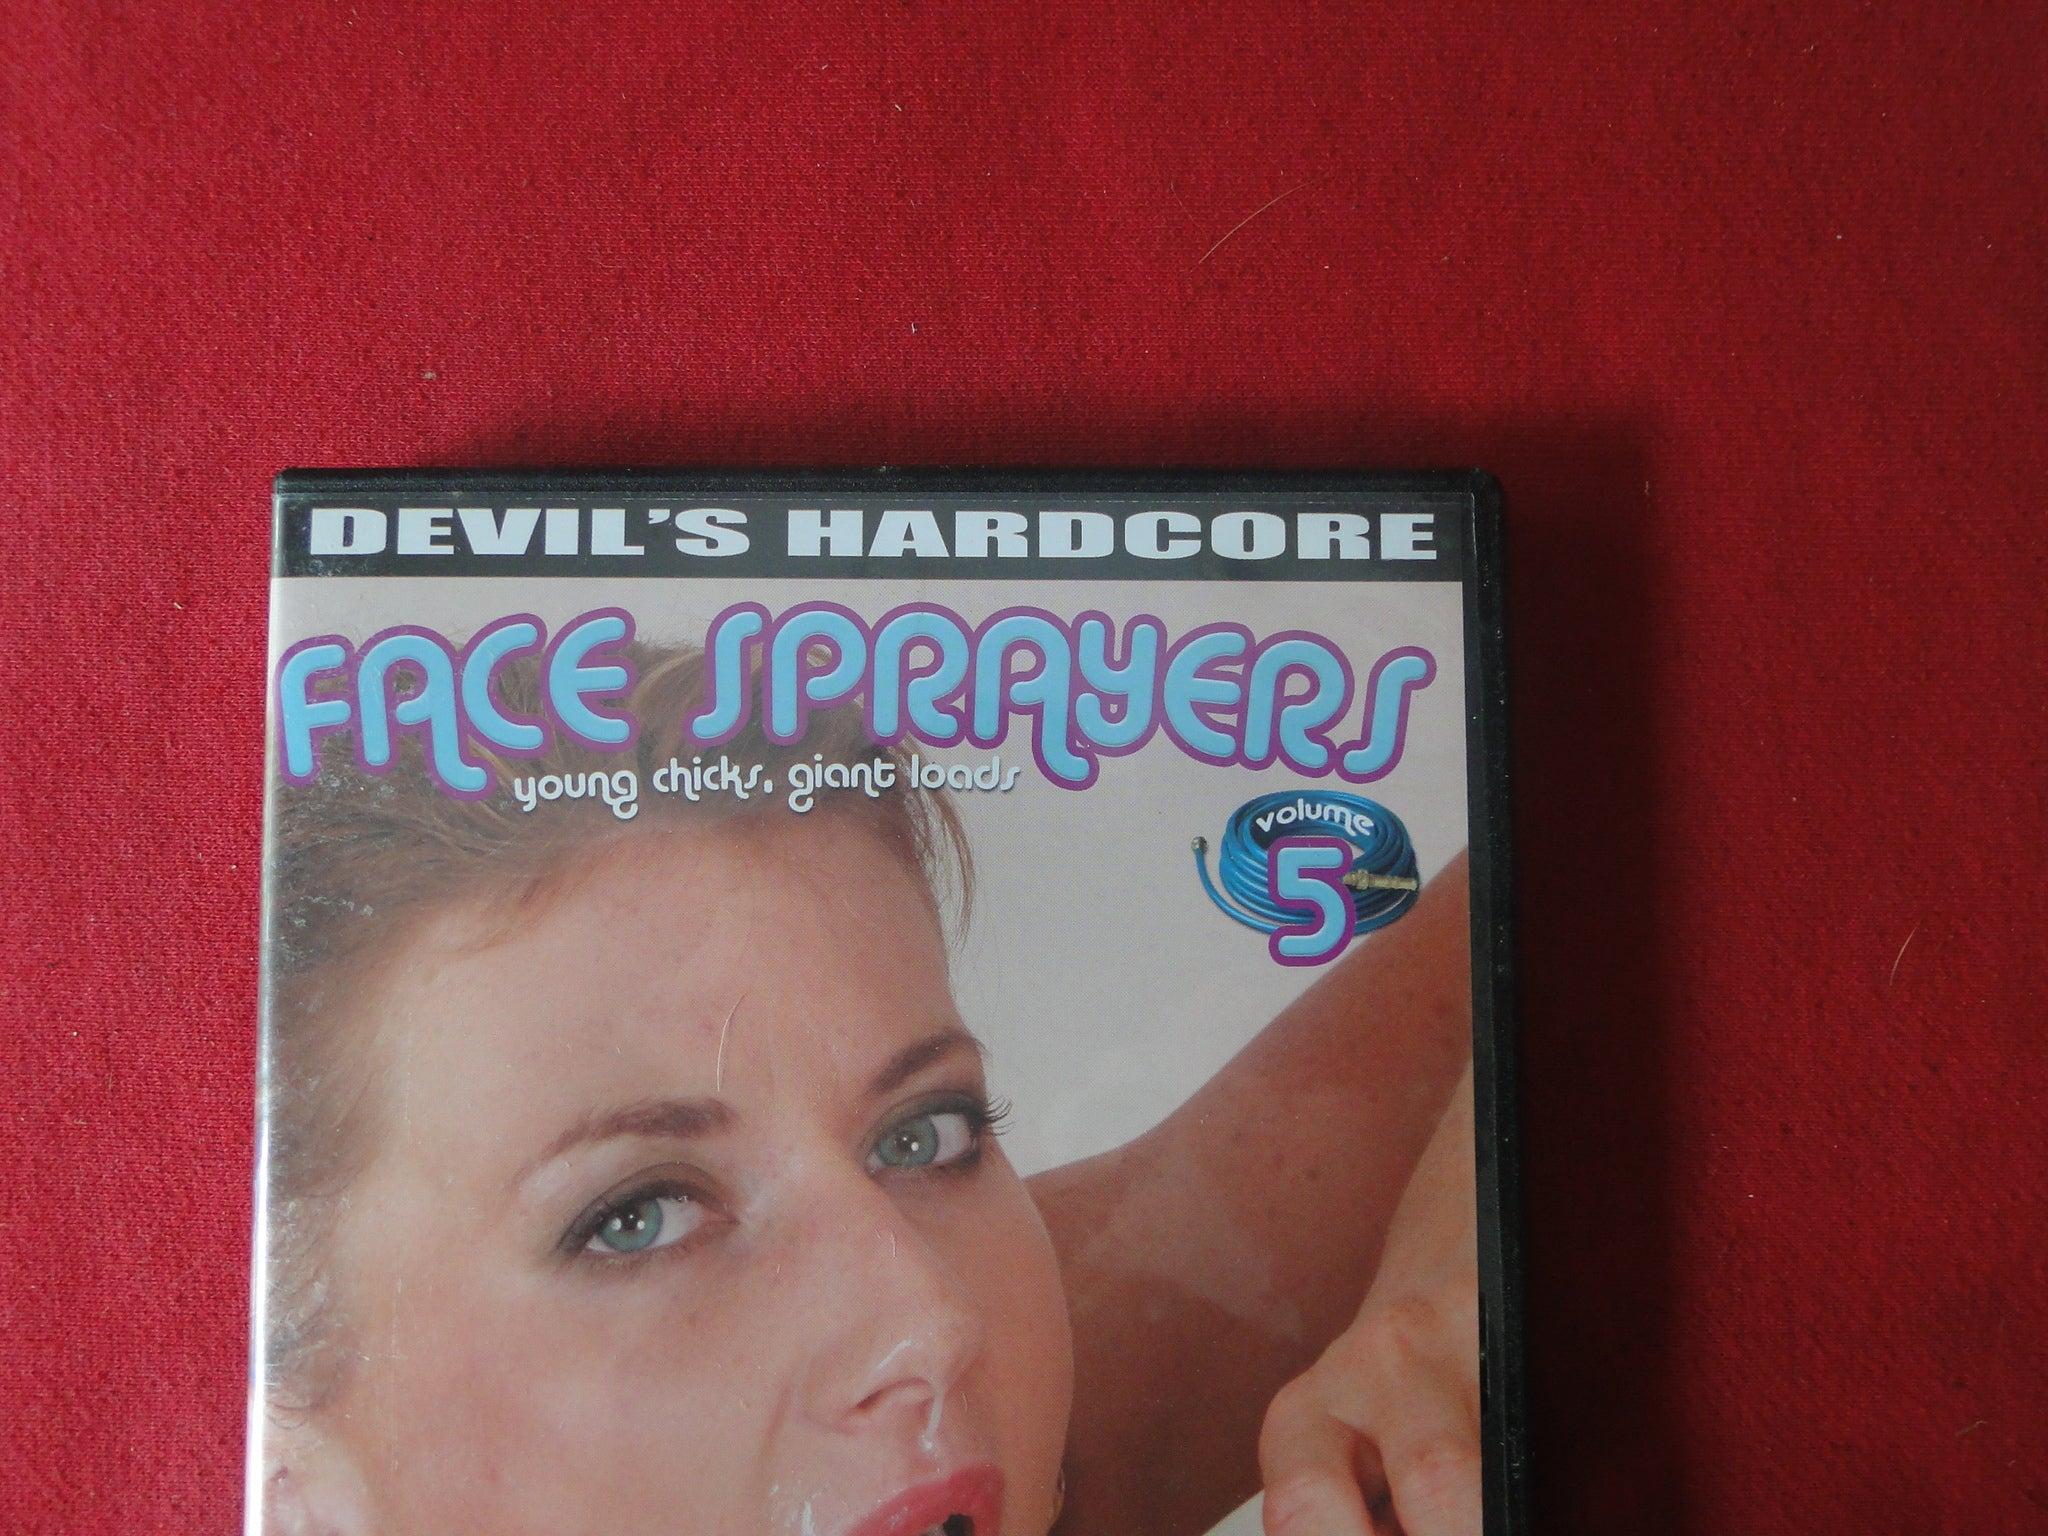 DEVIL'S HARDCORE
FACE SPRAYERS
young chicks, giant loads
volume
5